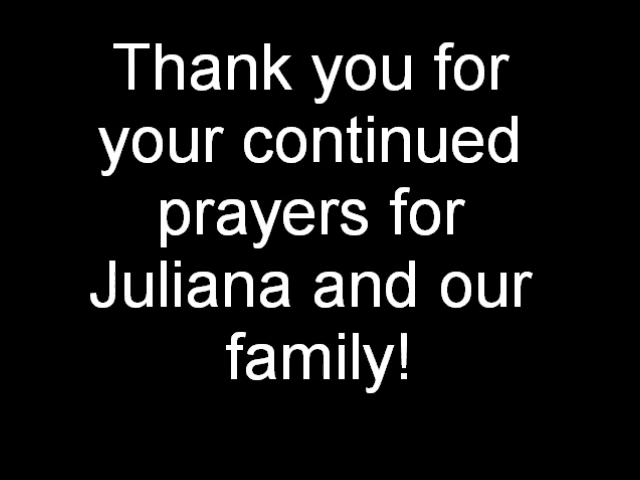 Thank you for
your continued
prayers for
Juliana and our
family!